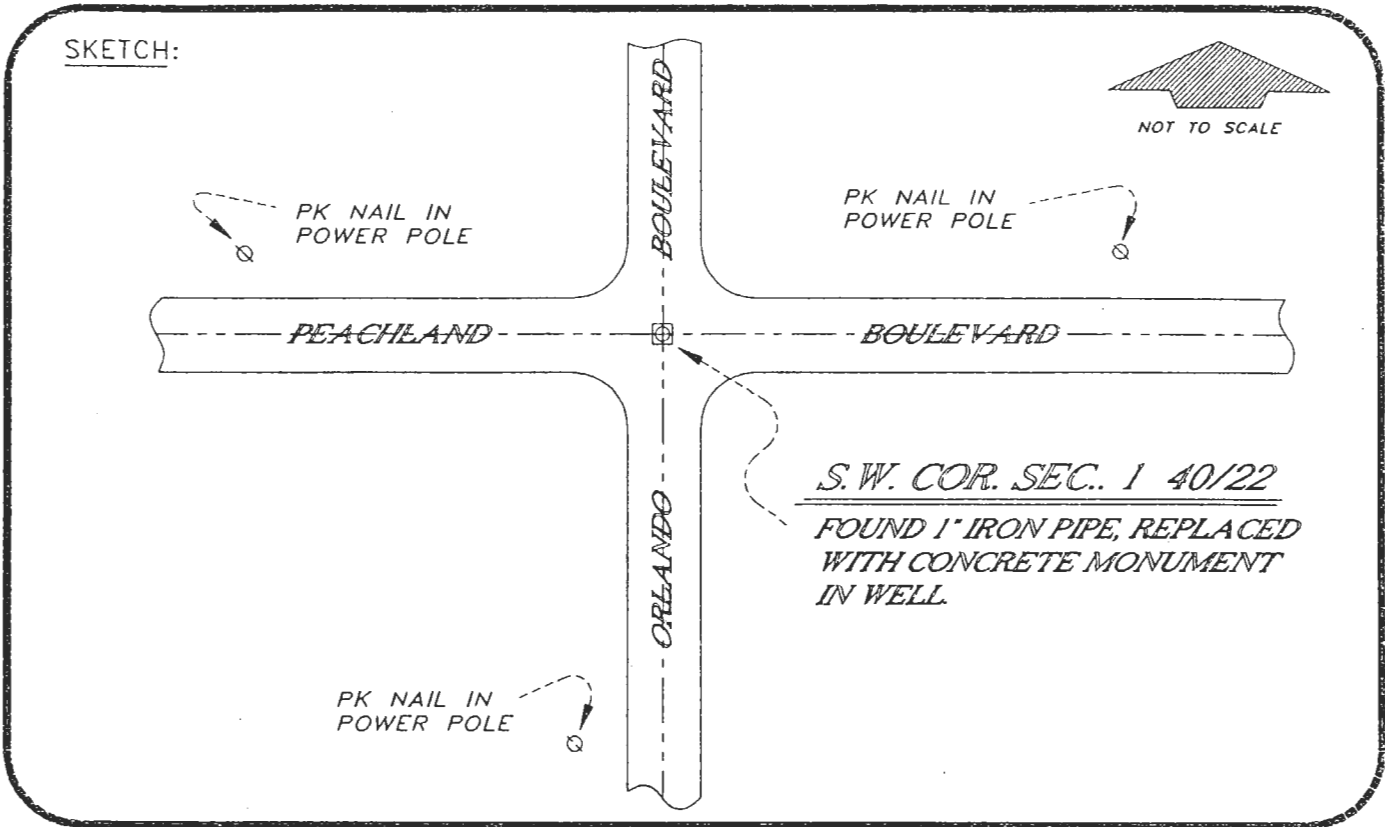 SKETCH:
NOT TO SCALE
BOULEVARD
PK NAIL IN
POWER POLE
PK NAIL IN
POWER POLE
PEACHLAND
BOULEVARD
S.W. COR. SEC.. 1 40/22
FOUND 1" IRON PIPE, REPLACED
WITH CONCRETE MONUMENT
IN WELL.
ORLANDO
PK NAIL IN
POWER POLE